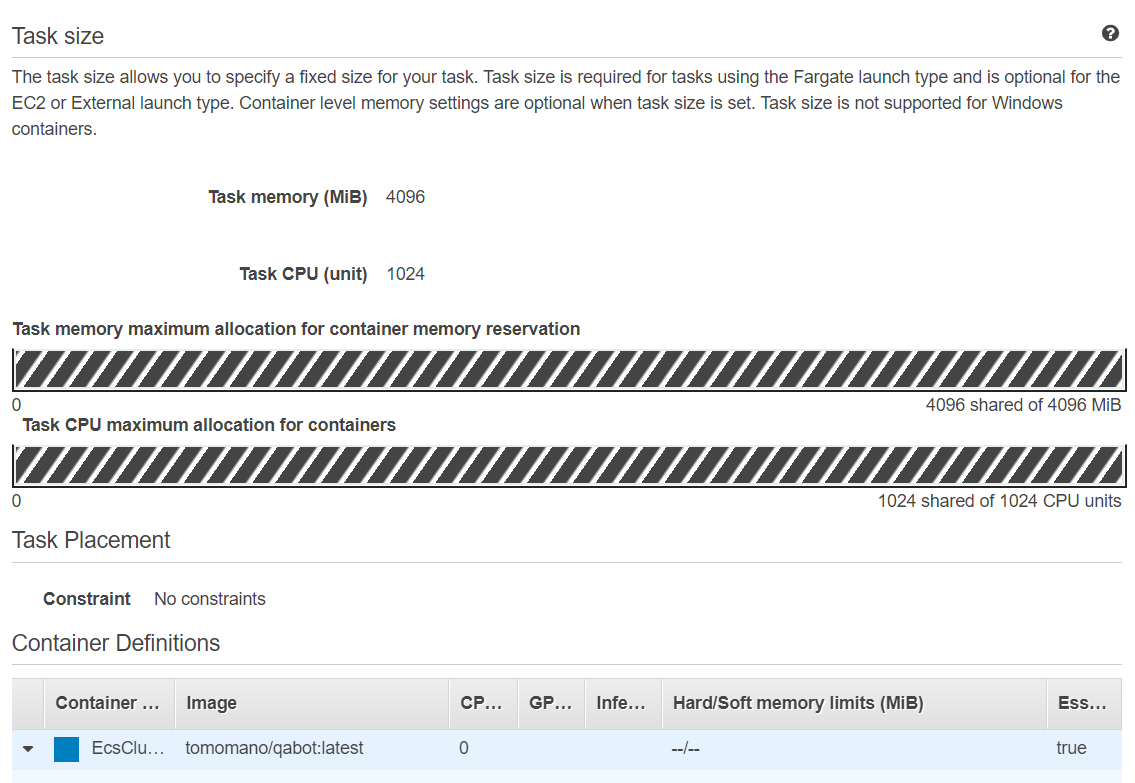 Task size
?
The task size allows you to specify a fixed size for your task. Task size is required for tasks using the Fargate launch type and is optional for the
EC2 or External launch type. Container level memory settings are optional when task size is set. Task size is not supported for Windows
containers.
Task memory (MiB) 4096
Task CPU (unit) 1024
Task memory maximum allocation for container memory reservation
0 4096 shared of 4096 MiB
Task CPU maximum allocation for containers
0 1024 shared of 1024 CPU units
Task Placement
Constraint No constraints
Container Definitions
Container ... Image CP... GP... Infe... Hard/Soft memory limits (MiB) Ess...
EcsClu... tomomano/qabot:latest 0 --/-- true